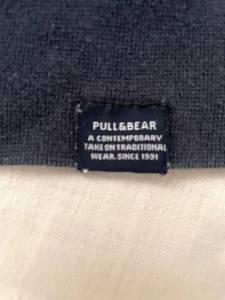 PULL&BEAR
A CONTEMPORARY
TAKE ON TRADITIONAL
WEAR. SINCE 1991